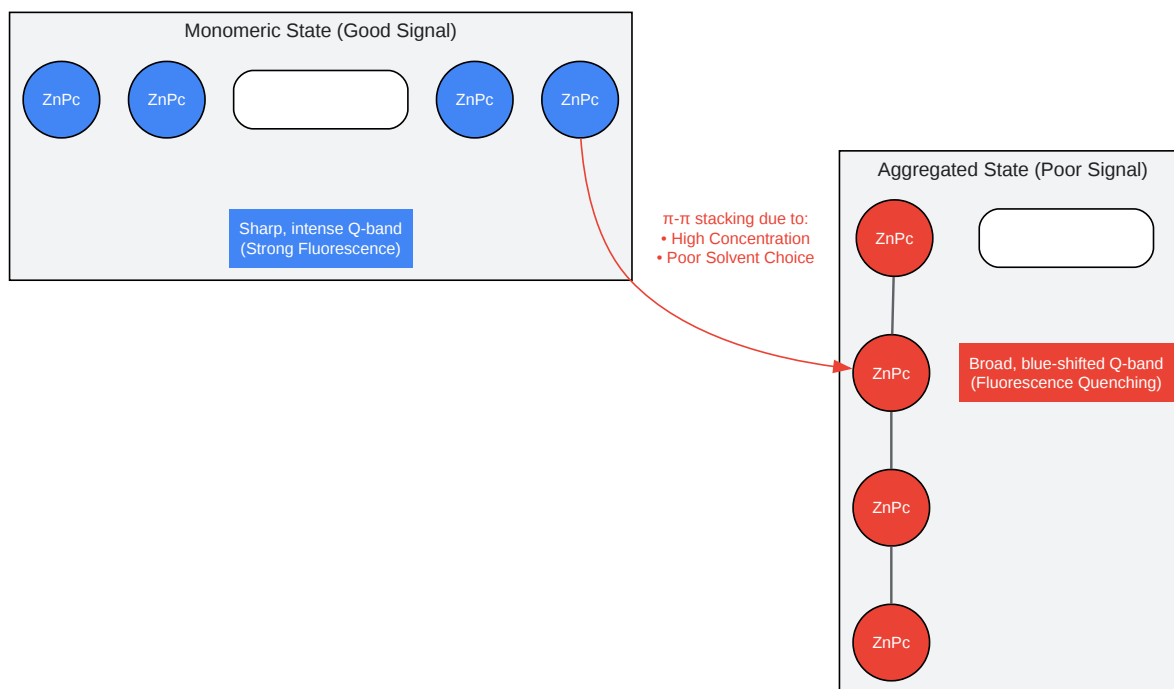 Monomeric State (Good Signal)
ZnPc
ZnPc
ZnPc
ZnPc
Sharp, intense Q-band
(Strong Fluorescence)
π-π stacking due to:
• High Concentration
• Poor Solvent Choice
Aggregated State (Poor Signal)
ZnPc
ZnPc
Broad, blue-shifted Q-band
(Fluorescence Quenching)
ZnPc
ZnPc